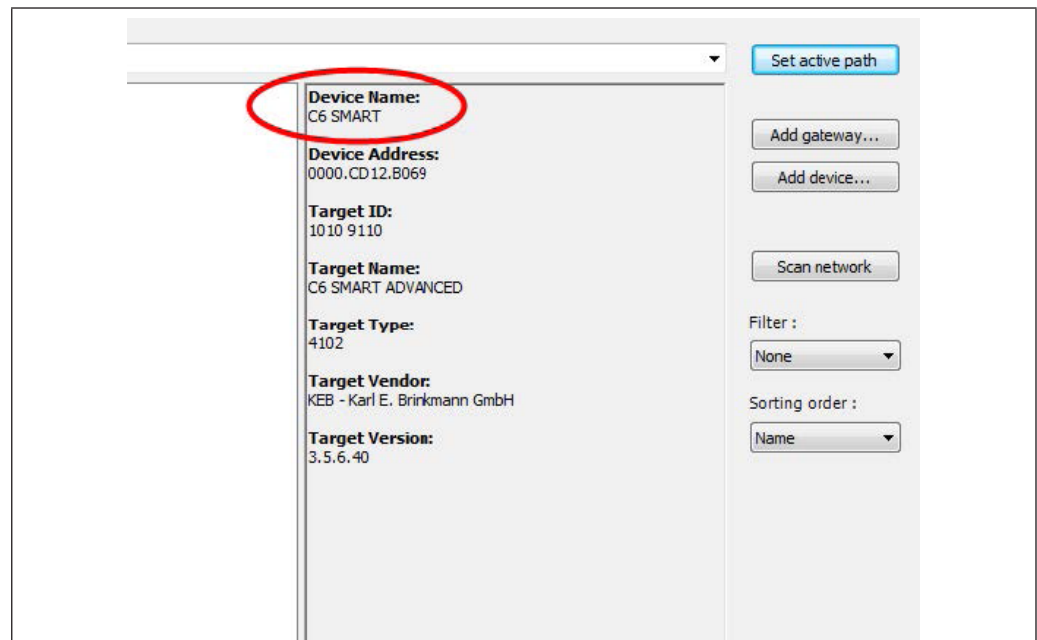 Device Name:
C6 SMART
Device Address:
0000.CD12.B069
Target ID:
1010 9110
Target Name:
C6 SMART ADVANCED
Target Type:
4102
Target Vendor:
KEB - Karl E. Brinkmann GmbH
Target Version:
3.5.6.40
Set active path
Add gateway...
Add device...
Scan network
Filter :
None
Sorting order :
Name